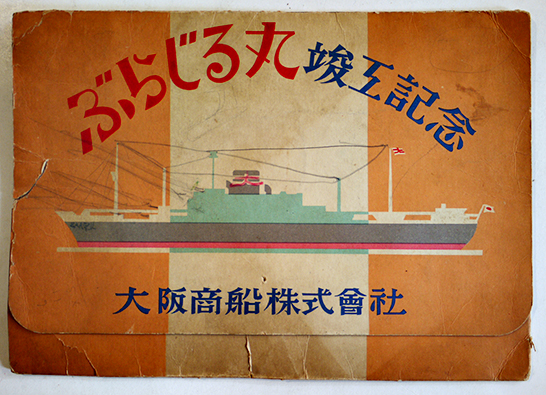 ぶらじる丸 竣工記念
大阪商船株式會社